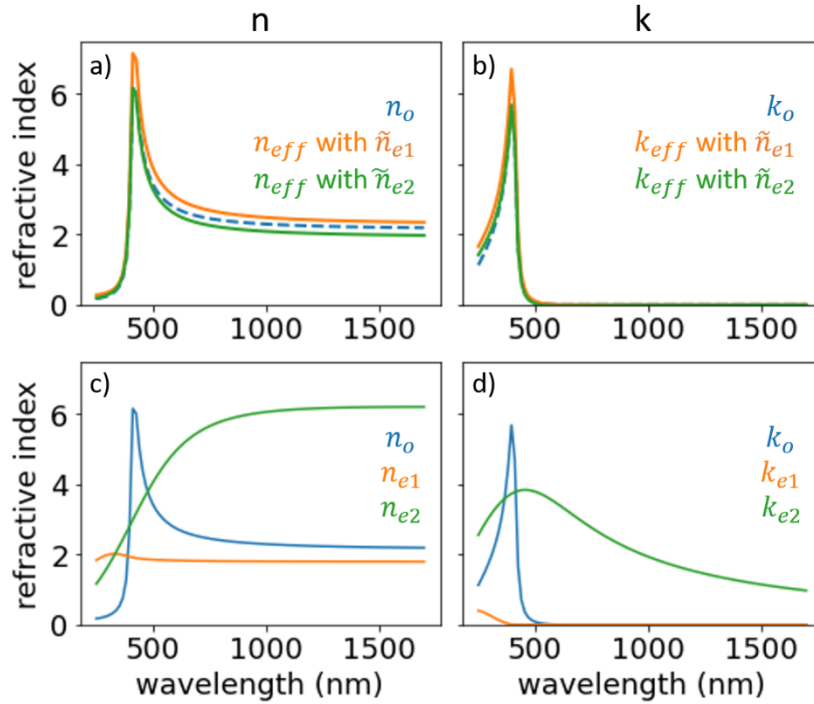 n
k
a)
refractive index
6
4
2
0
500
1000
1500
n_o
n_eff with ñ_e1
n_eff with ñ_e2
b)
500
1000
1500
k_o
k_eff with ñ_e1
k_eff with ñ_e2
c)
refractive index
6
4
2
0
500
1000
1500
wavelength (nm)
n_o
n_e1
n_e2
d)
500
1000
1500
wavelength (nm)
k_o
k_e1
k_e2